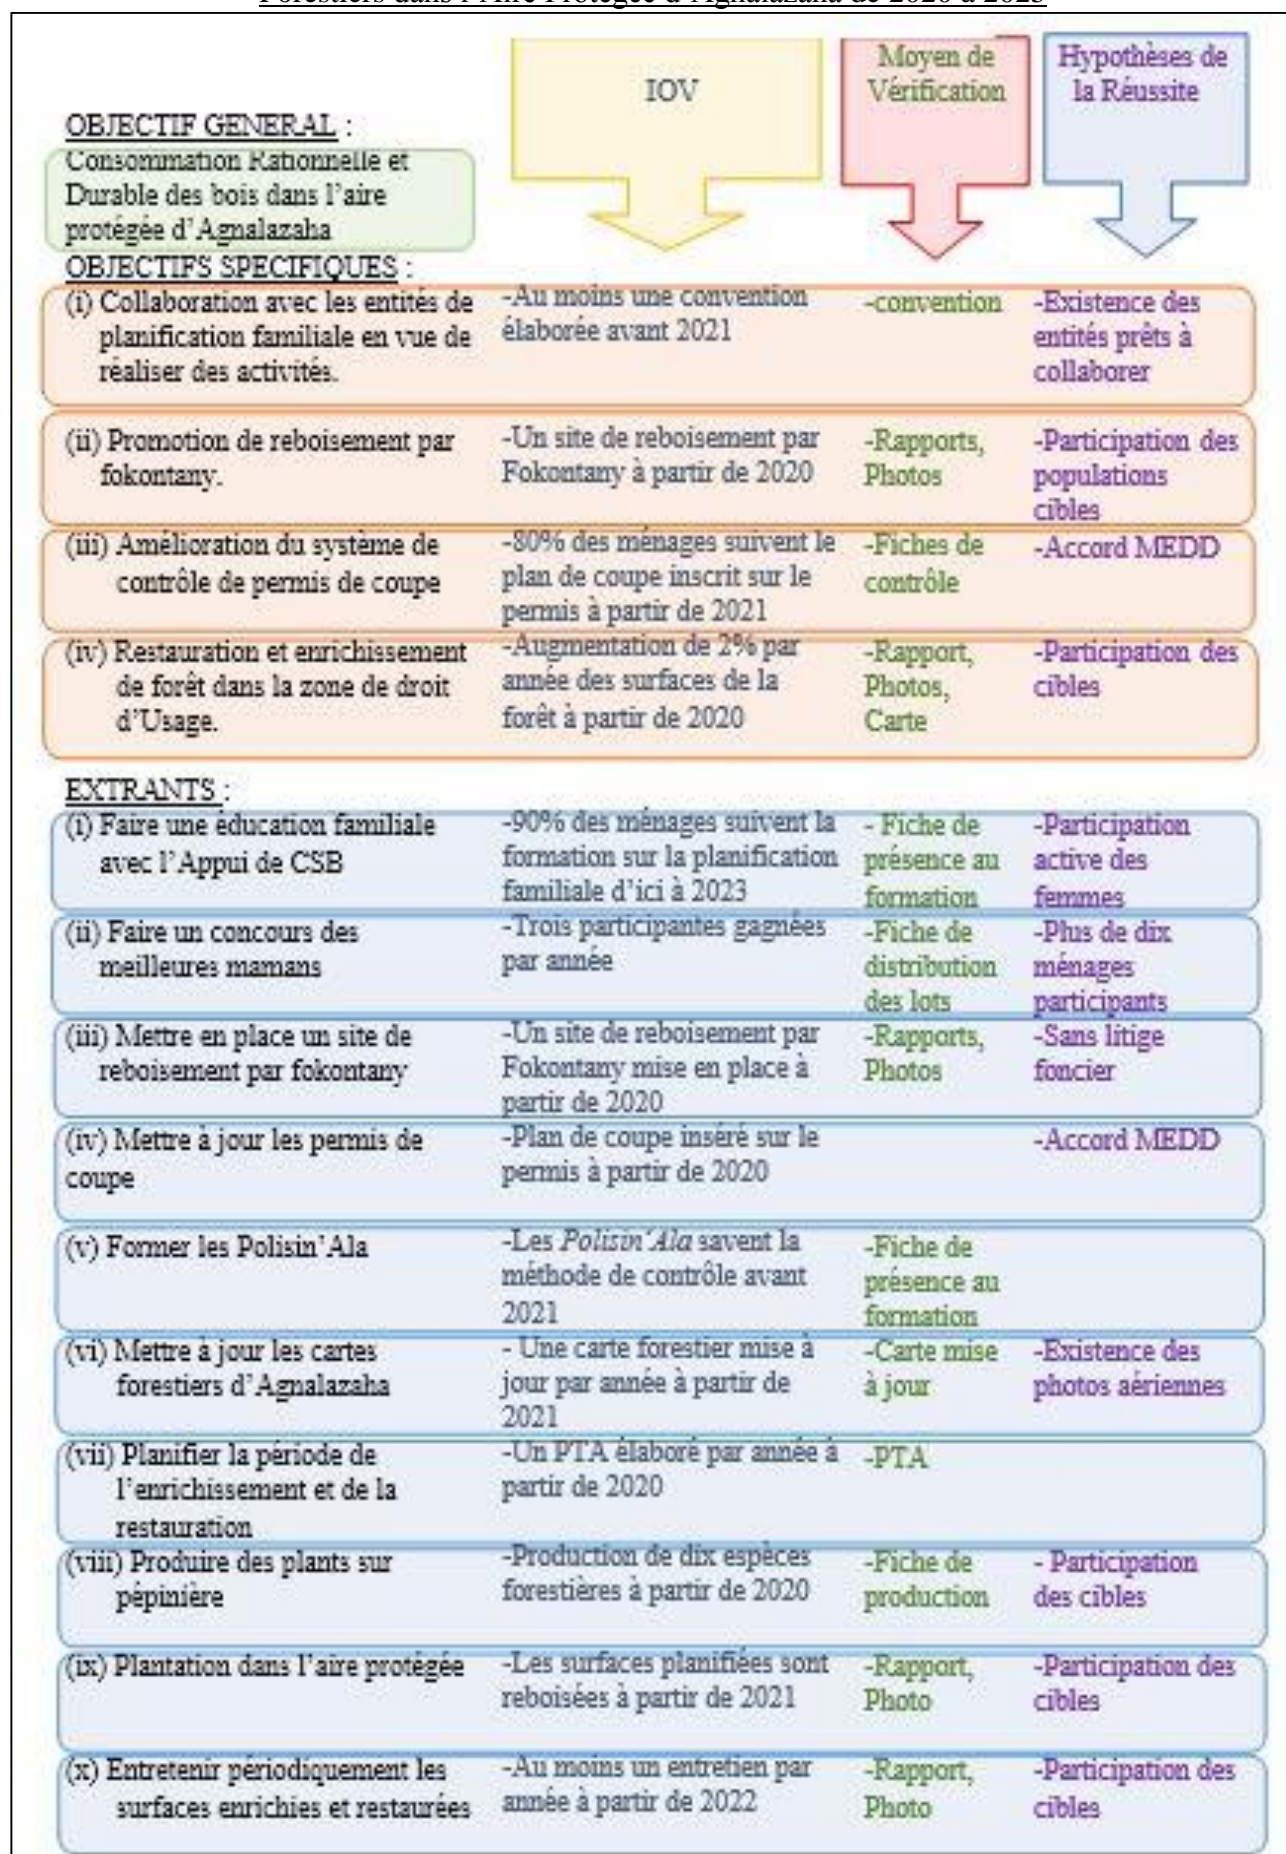 Forestiers dans l'Aire Protégée d'Agnalazaha de 2020 à 2023
IOV
Moyen de
Vérification
Hypothèses de
la Réussite
OBJECTIF GENERAL :
Consommation Rationnelle et
Durable des bois dans l'aire
protégée d'Agnalazaha
OBJECTIFS SPECIFIQUES :
(i) Collaboration avec les entités de
planification familiale en vue de
réaliser des activités.
-Au moins une convention
élaborée avant 2021
-convention
-Existence des
entités prêts à
collaborer
(ii) Promotion de reboisement par
fokontany.
-Un site de reboisement par
Fokontany à partir de 2020
-Rapports,
Photos
-Participation des
populations
cibles
(iii) Amélioration du système de
contrôle de permis de coupe
-80% des ménages suivent le
plan de coupe inscrit sur le
permis à partir de 2021
-Fiches de
contrôle
-Accord MEDD
(iv) Restauration et enrichissement
de forêt dans la zone de droit
d'Usage.
-Augmentation de 2% par
année des surfaces de la
forêt à partir de 2020
-Rapport,
Photos,
Carte
-Participation des
cibles
EXTRANTS :
(i) Faire une éducation familiale
avec l'Appui de CSB
-90% des ménages suivent la
formation sur la planification
familiale d'ici à 2023
- Fiche de
présence au
formation
-Participation
active des
femmes
(ii) Faire un concours des
meilleures mamans
-Trois participantes gagnées
par année
-Fiche de
distribution
des lots
-Plus de dix
ménages
participants
(iii) Mettre en place un site de
reboisement par fokontany
-Un site de reboisement par
Fokontany mise en place à
partir de 2020
-Rapports,
Photos
-Sans litige
foncier
(iv) Mettre à jour les permis de
coupe
-Plan de coupe inséré sur le
permis à partir de 2020
-Accord MEDD
(v) Former les Polisin'Ala
-Les Polisin'Ala savent la
méthode de contrôle avant
2021
-Fiche de
présence au
formation
(vi) Mettre à jour les cartes
forestiers d'Agnalazaha
- Une carte forestier mise à
jour par année à partir de
2021
-Carte mise
à jour
-Existence des
photos aériennes
(vii) Planifier la période de
l'enrichissement et de la
restauration
-Un PTA élaboré par année à
partir de 2020
-PTA
(viii) Produire des plants sur
pépinière
-Production de dix espèces
forestières à partir de 2020
-Fiche de
production
- Participation
des cibles
(ix) Plantation dans l'aire protégée
-Les surfaces planifiées sont
reboisées à partir de 2021
-Rapport,
Photo
-Participation des
cibles
(x) Entretenir périodiquement les
surfaces enrichies et restaurées
-Au moins un entretien par
année à partir de 2022
-Rapport,
Photo
-Participation des
cibles